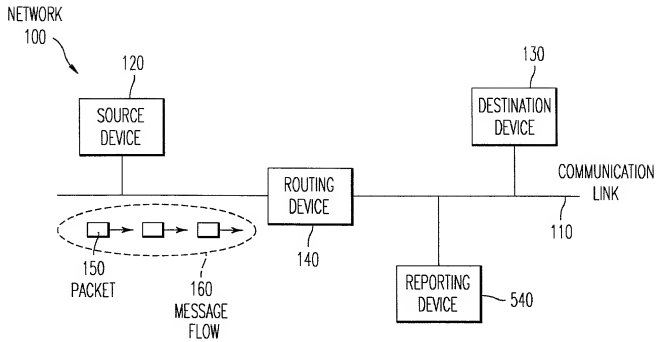 NETWORK
100
120
SOURCE
DEVICE
130
DESTINATION
DEVICE
COMMUNICATION
LINK
110
ROUTING
DEVICE
140
150
PACKET
160
MESSAGE
FLOW
REPORTING
DEVICE
540